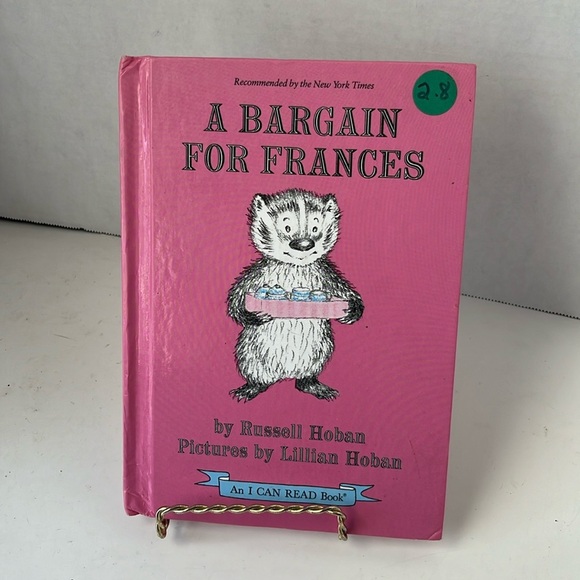 Recommended by the New York Times
2.8
A BARGAIN
FOR FRANCES
by Russell Hoban
Pictures by Lillian Hoban
An I CAN READ Book®